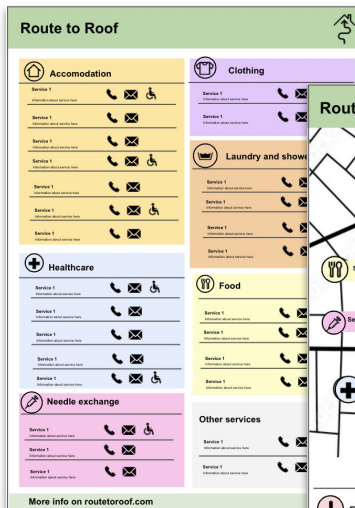 Route to Roof
Accomodation
Service 1
Information about service here
Service 1
Information about service here
Service 1
Service 1
Information about service here
Service 1
Information about service here
Service 1
Information about service here
Service 1
Information about service here
Healthcare
Service 1
Information about service here
Service 1
Information about service here
Service 1
Information about service here
Service 1
Information about service here
Service 1
Information about service here
Needle exchange
Service 1
Information about service here
Service 1
Information about service here
Service 1
Information about service here
Clothing
Service 1
Information about service here
Service 1
Information about service here
Laundry and showe
Service 1
Information about service here
Service 1
Information about service here
Service 1
Information about service here
Service 1
Information about service here
Food
Service 1
Information about service here
Service 1
Information about service here
Service 1
Information about service here
Service 1
Information about service here
Other services
Service 1
Information about service here
Service 1
Information about service here
More info on routetoroof.com
Rout
Se